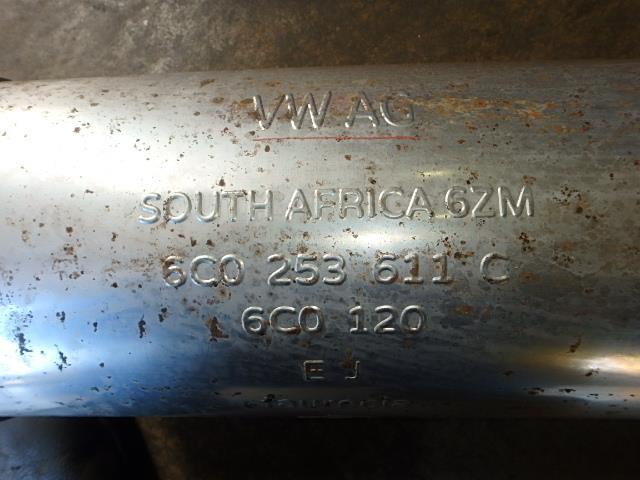 VW AG
SOUTH AFRICA 6ZM
6C0 253 611 C
6C0 120
E J